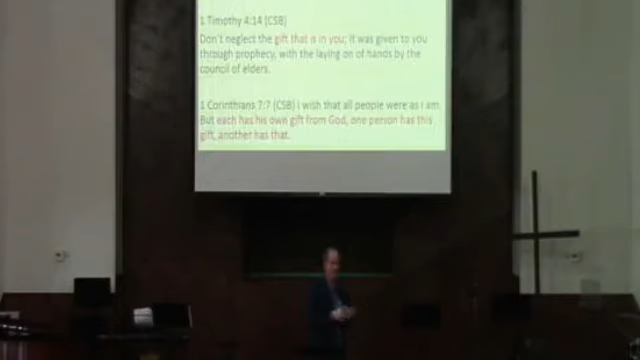 1 Timothy 4:14 (CSB)
Don't neglect the gift that is in you; it was given to you
through prophecy, with the laying on of hands by the
council of elders.
1 Corinthians 7:7 (CSB) I wish that all people were as I am.
But each has his own gift from God, one person has this
gift, another has that.